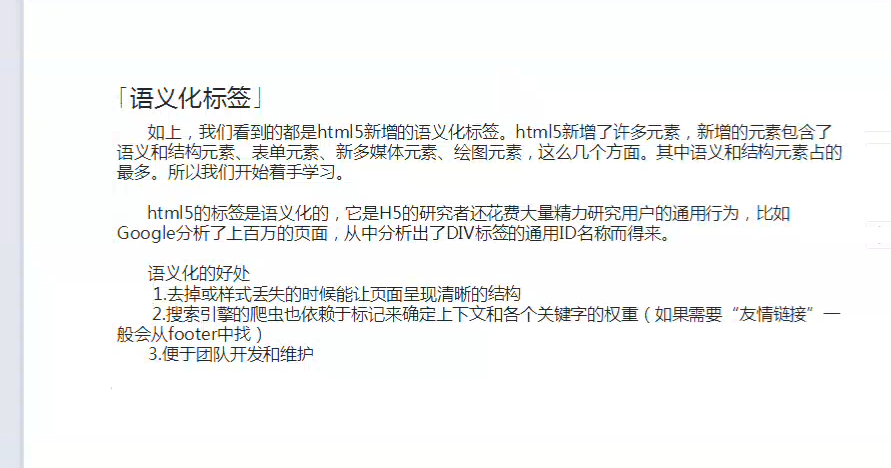 「语义化标签」
如上，我们看到的都是html5新增的语义化标签。html5新增了许多元素，新增的元素包含了
语义和结构元素、表单元素、新多媒体元素、绘图元素，这么几个方面。其中语义和结构元素占的
最多。所以我们开始着手学习。
html5的标签是语义化的，它是H5的研究者还花费大量精力研究用户的通用行为，比如
Google分析了上百万的页面，从中分析出了DIV标签的通用ID名称而得来。
语义化的好处
1.去掉或样式丢失的时候能让页面呈现清晰的结构
2.搜索引擎的爬虫也依赖于标记来确定上下文和各个关键字的权重（如果需要“友情链接”一
般会从footer中找）
3.便于团队开发和维护